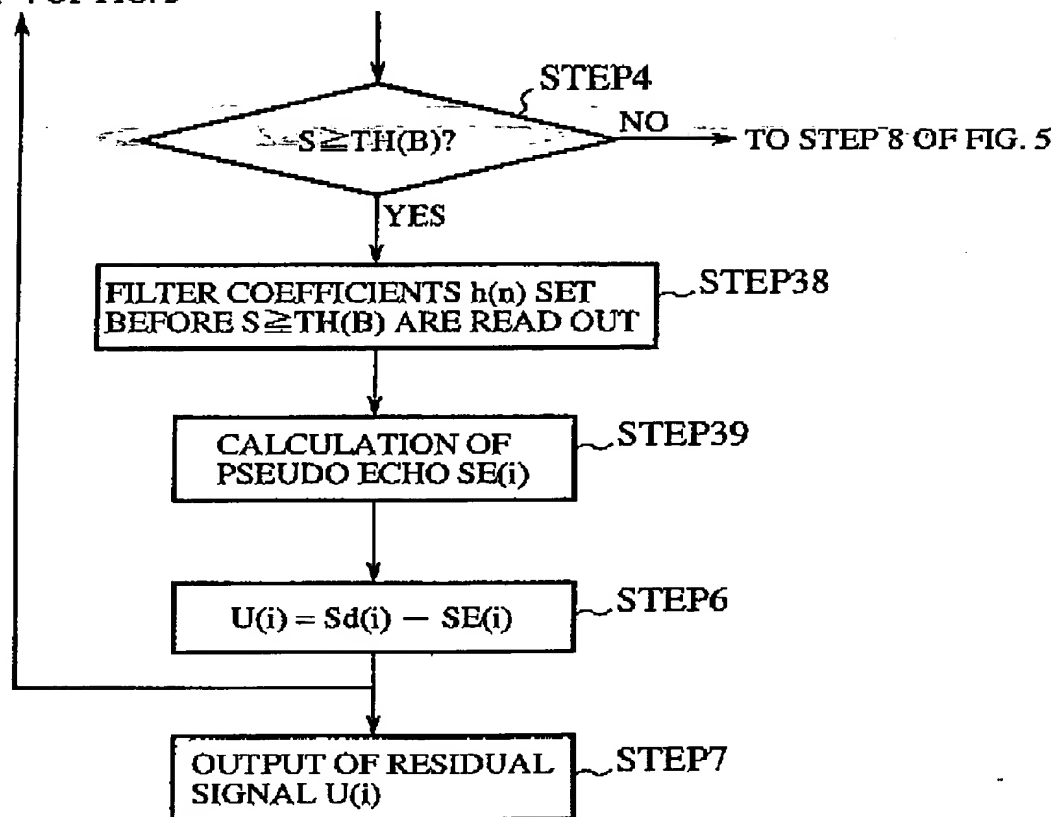 STEP4
S≧TH(B)?
NO
TO STEP 8 OF FIG. 5
YES
FILTER COEFFICIENTS h(n) SET
BEFORE S≧TH(B) ARE READ OUT
STEP38
CALCULATION OF
PSEUDO ECHO SE(i)
STEP39
U(i) = Sd(i) − SE(i)
STEP6
OUTPUT OF RESIDUAL
SIGNAL U(i)
STEP7